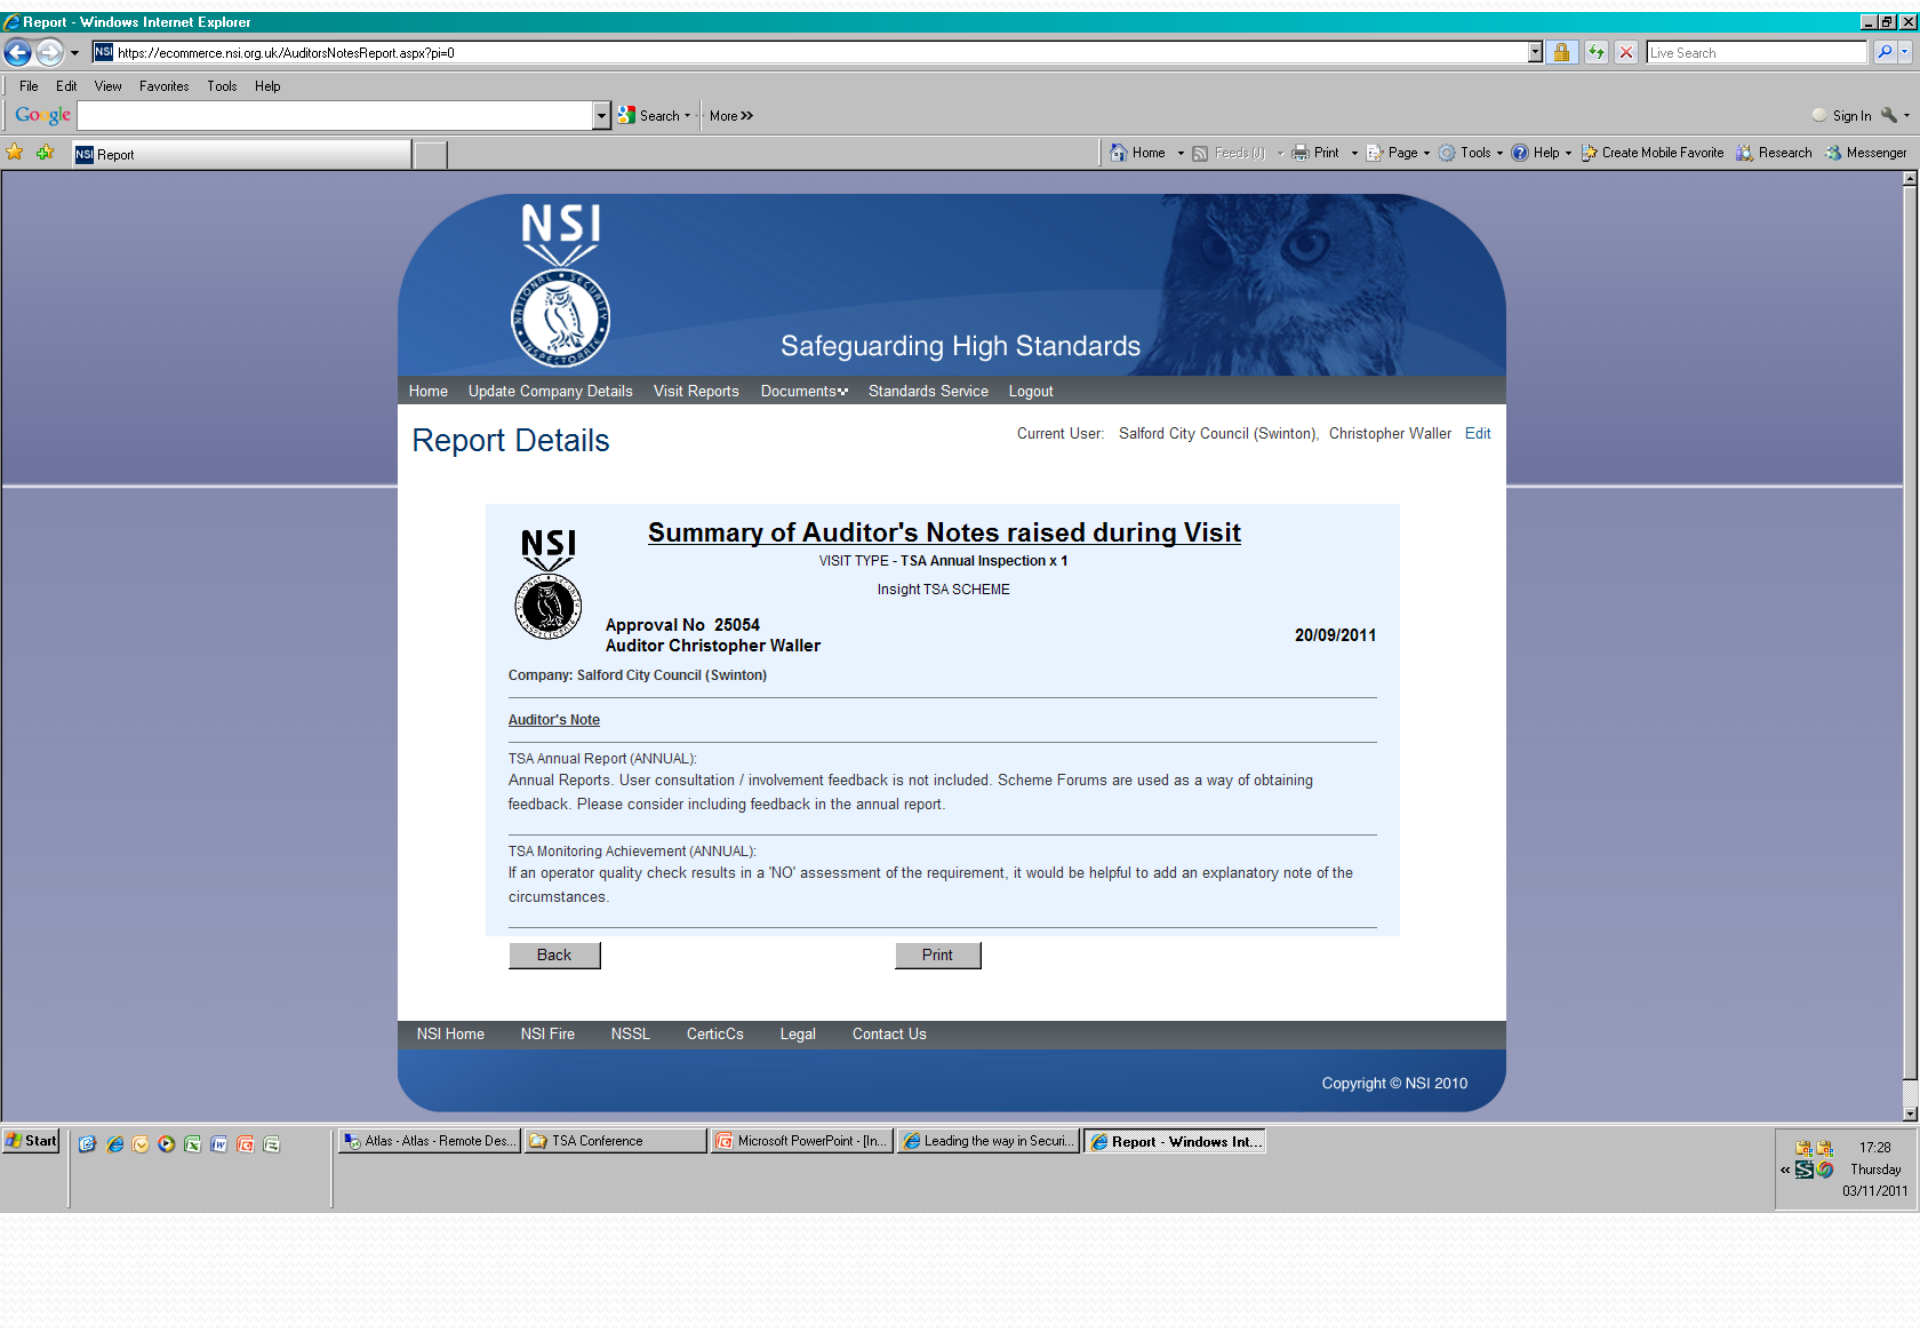 Report - Windows Internet Explorer
NSI https://ecommerce.nsi.org.uk/AuditorsNotesReport.aspx?pi=0
Live Search
File Edit View Favorites Tools Help
Google
Search
More >>
Sign In
NSI Report
Home Feeds (J) Print Page Tools Help Create Mobile Favorite Research Messenger
NSI
NATIONAL SECURITY INSPECTORATE
Safeguarding High Standards
Home Update Company Details Visit Reports Documents Standards Service Logout
Report Details
Current User: Salford City Council (Swinton), Christopher Waller Edit
NSI
NATIONAL SECURITY INSPECTORATE
Summary of Auditor's Notes raised during Visit
VISIT TYPE - TSA Annual Inspection x 1
Insight TSA SCHEME
Approval No 25054
Auditor Christopher Waller
20/09/2011
Company: Salford City Council (Swinton)
Auditor's Note
TSA Annual Report (ANNUAL):
Annual Reports. User consultation / involvement feedback is not included. Scheme Forums are used as a way of obtaining
feedback. Please consider including feedback in the annual report.
TSA Monitoring Achievement (ANNUAL):
If an operator quality check results in a 'NO' assessment of the requirement, it would be helpful to add an explanatory note of the
circumstances.
Back
Print
NSI Home NSI Fire NSSL CerticCs Legal Contact Us
Copyright © NSI 2010
Start
Atlas - Atlas - Remote Des...
TSA Conference
Microsoft PowerPoint - [In...
Leading the way in Securi...
Report - Windows Int...
17:28
Thursday
03/11/2011